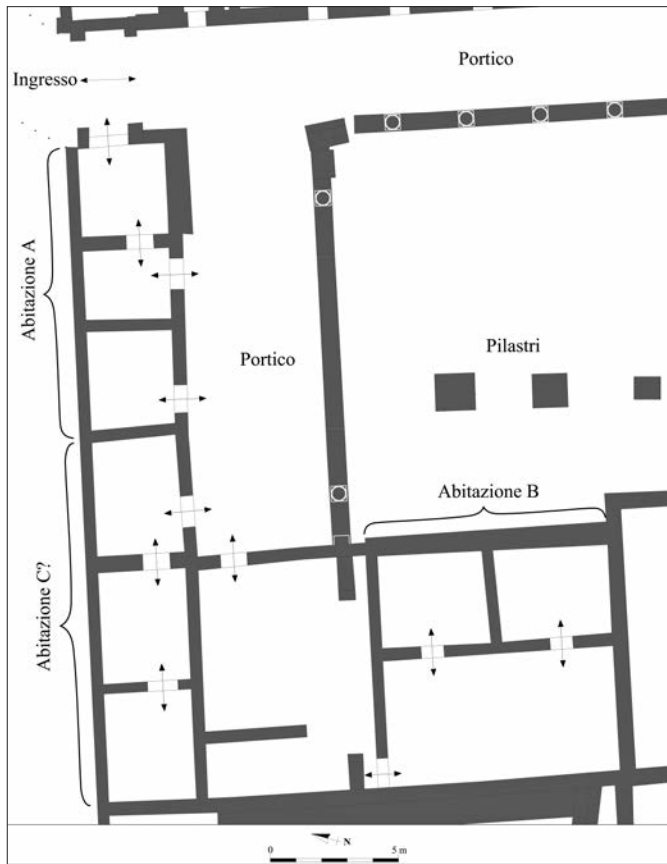 Portico
Ingresso
Abitazione A
Portico
Pilastri
Abitazione B
Abitazione C?
N
0 5 m